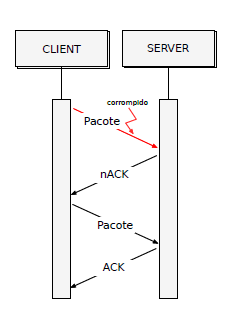 CLIENT
SERVER
corrompido
Pacote
nACK
Pacote
ACK